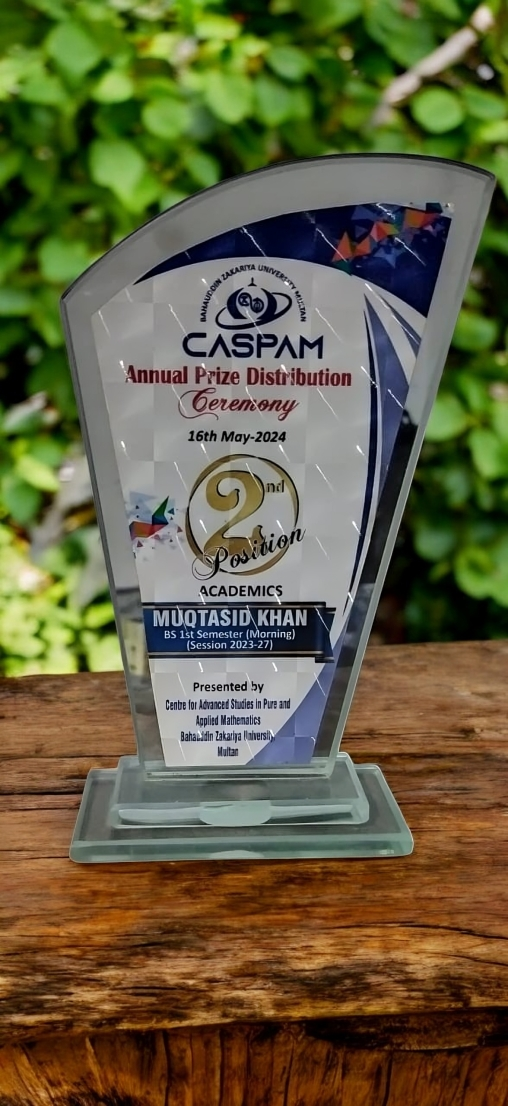 BAHAUDDIN ZAKARIYA UNIVERSITY MULTAN
CASPAM
Annual Prize Distribution
Ceremony
16th May-2024
2nd
Position
ACADEMICS
MUQTASID KHAN
BS 1st Semester (Morning)
(Session 2023-27)
Presented by
Centre for Advanced Studies in Pure and
Applied Mathematics
Bahauddin Zakariya University,
Multan